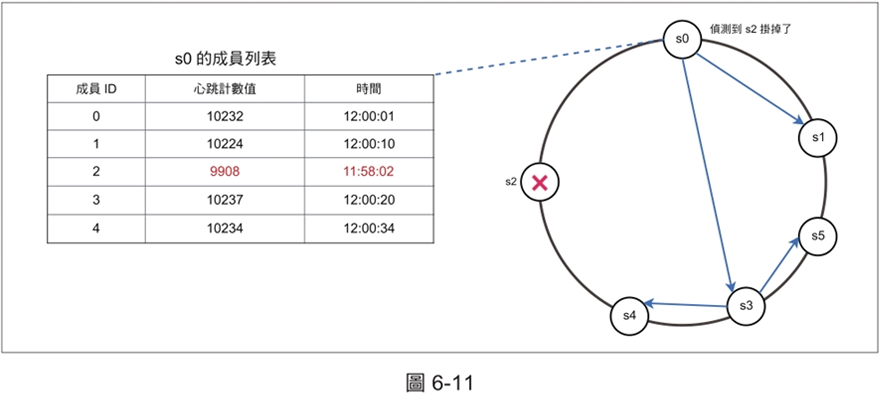 s0 的成員列表
成員 ID 心跳計數值 時間
0 10232 12:00:01
1 10224 12:00:10
2 9908 11:58:02
3 10237 12:00:20
4 10234 12:00:34
s0
偵測到 s2 掛掉了
s1
s2
s5
s3
s4
圖 6-11